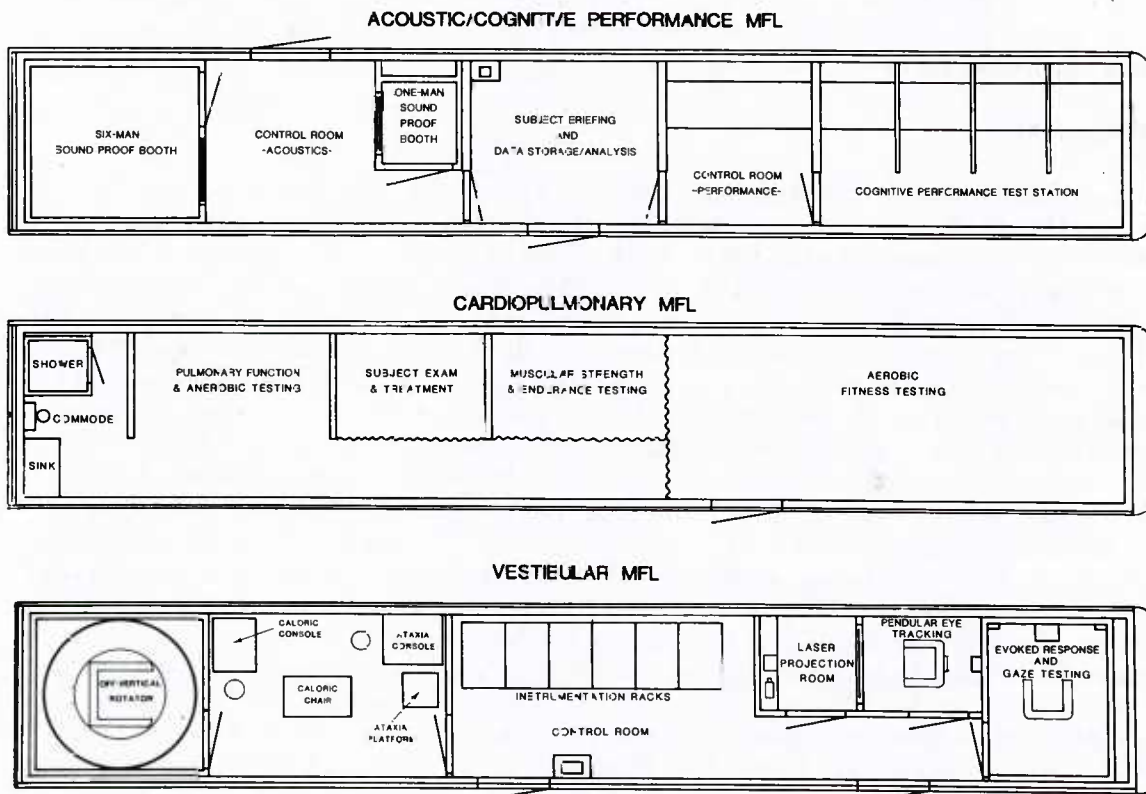 ACOUSTIC/COGNITIVE PERFORMANCE MFL
SIX-MAN
SOUND PROOF BOOTH
CONTROL ROOM
-ACOUSTICS-
ONE-MAN
SOUND
PROOF
BOOTH
SUBJECT BRIEFING
AND
DATA STORAGE/ANALYSIS
CONTROL ROOM
-PERFORMANCE-
COGNITIVE PERFORMANCE TEST STATION
CARDIOPULMONARY MFL
SHOWER
COMMODE
SINK
PULMONARY FUNCTION
& ANEROBIC TESTING
SUBJECT EXAM
& TREATMENT
MUSCULAR STRENGTH
& ENDURANCE TESTING
AEROBIC
FITNESS TESTING
VESTIBULAR MFL
OFF-VERTICAL
ROTATOR
CALORIC
CONSOLE
CALORIC
CHAIR
ATAXIA
CONSOLE
ATAXIA
PLATFORM
INSTRUMENTATION RACKS
CONTROL ROOM
LASER
PROJECTION
ROOM
PENDULAR EYE
TRACKING
EVOKED RESPONSE
AND
GAZE TESTING